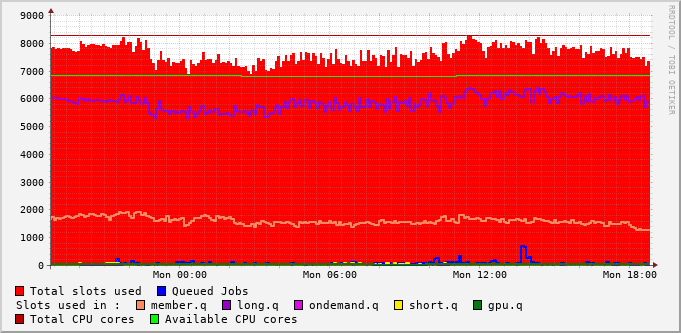 9000
8000
7000
6000
5000
4000
3000
2000
1000
0
Mon 00:00 Mon 06:00 Mon 12:00 Mon 18:00
RRDTOOL / TOBI OETIKER
Total slots used Queued Jobs
Slots used in : member.q long.q ondemand.q short.q gpu.q
Total CPU cores Available CPU cores